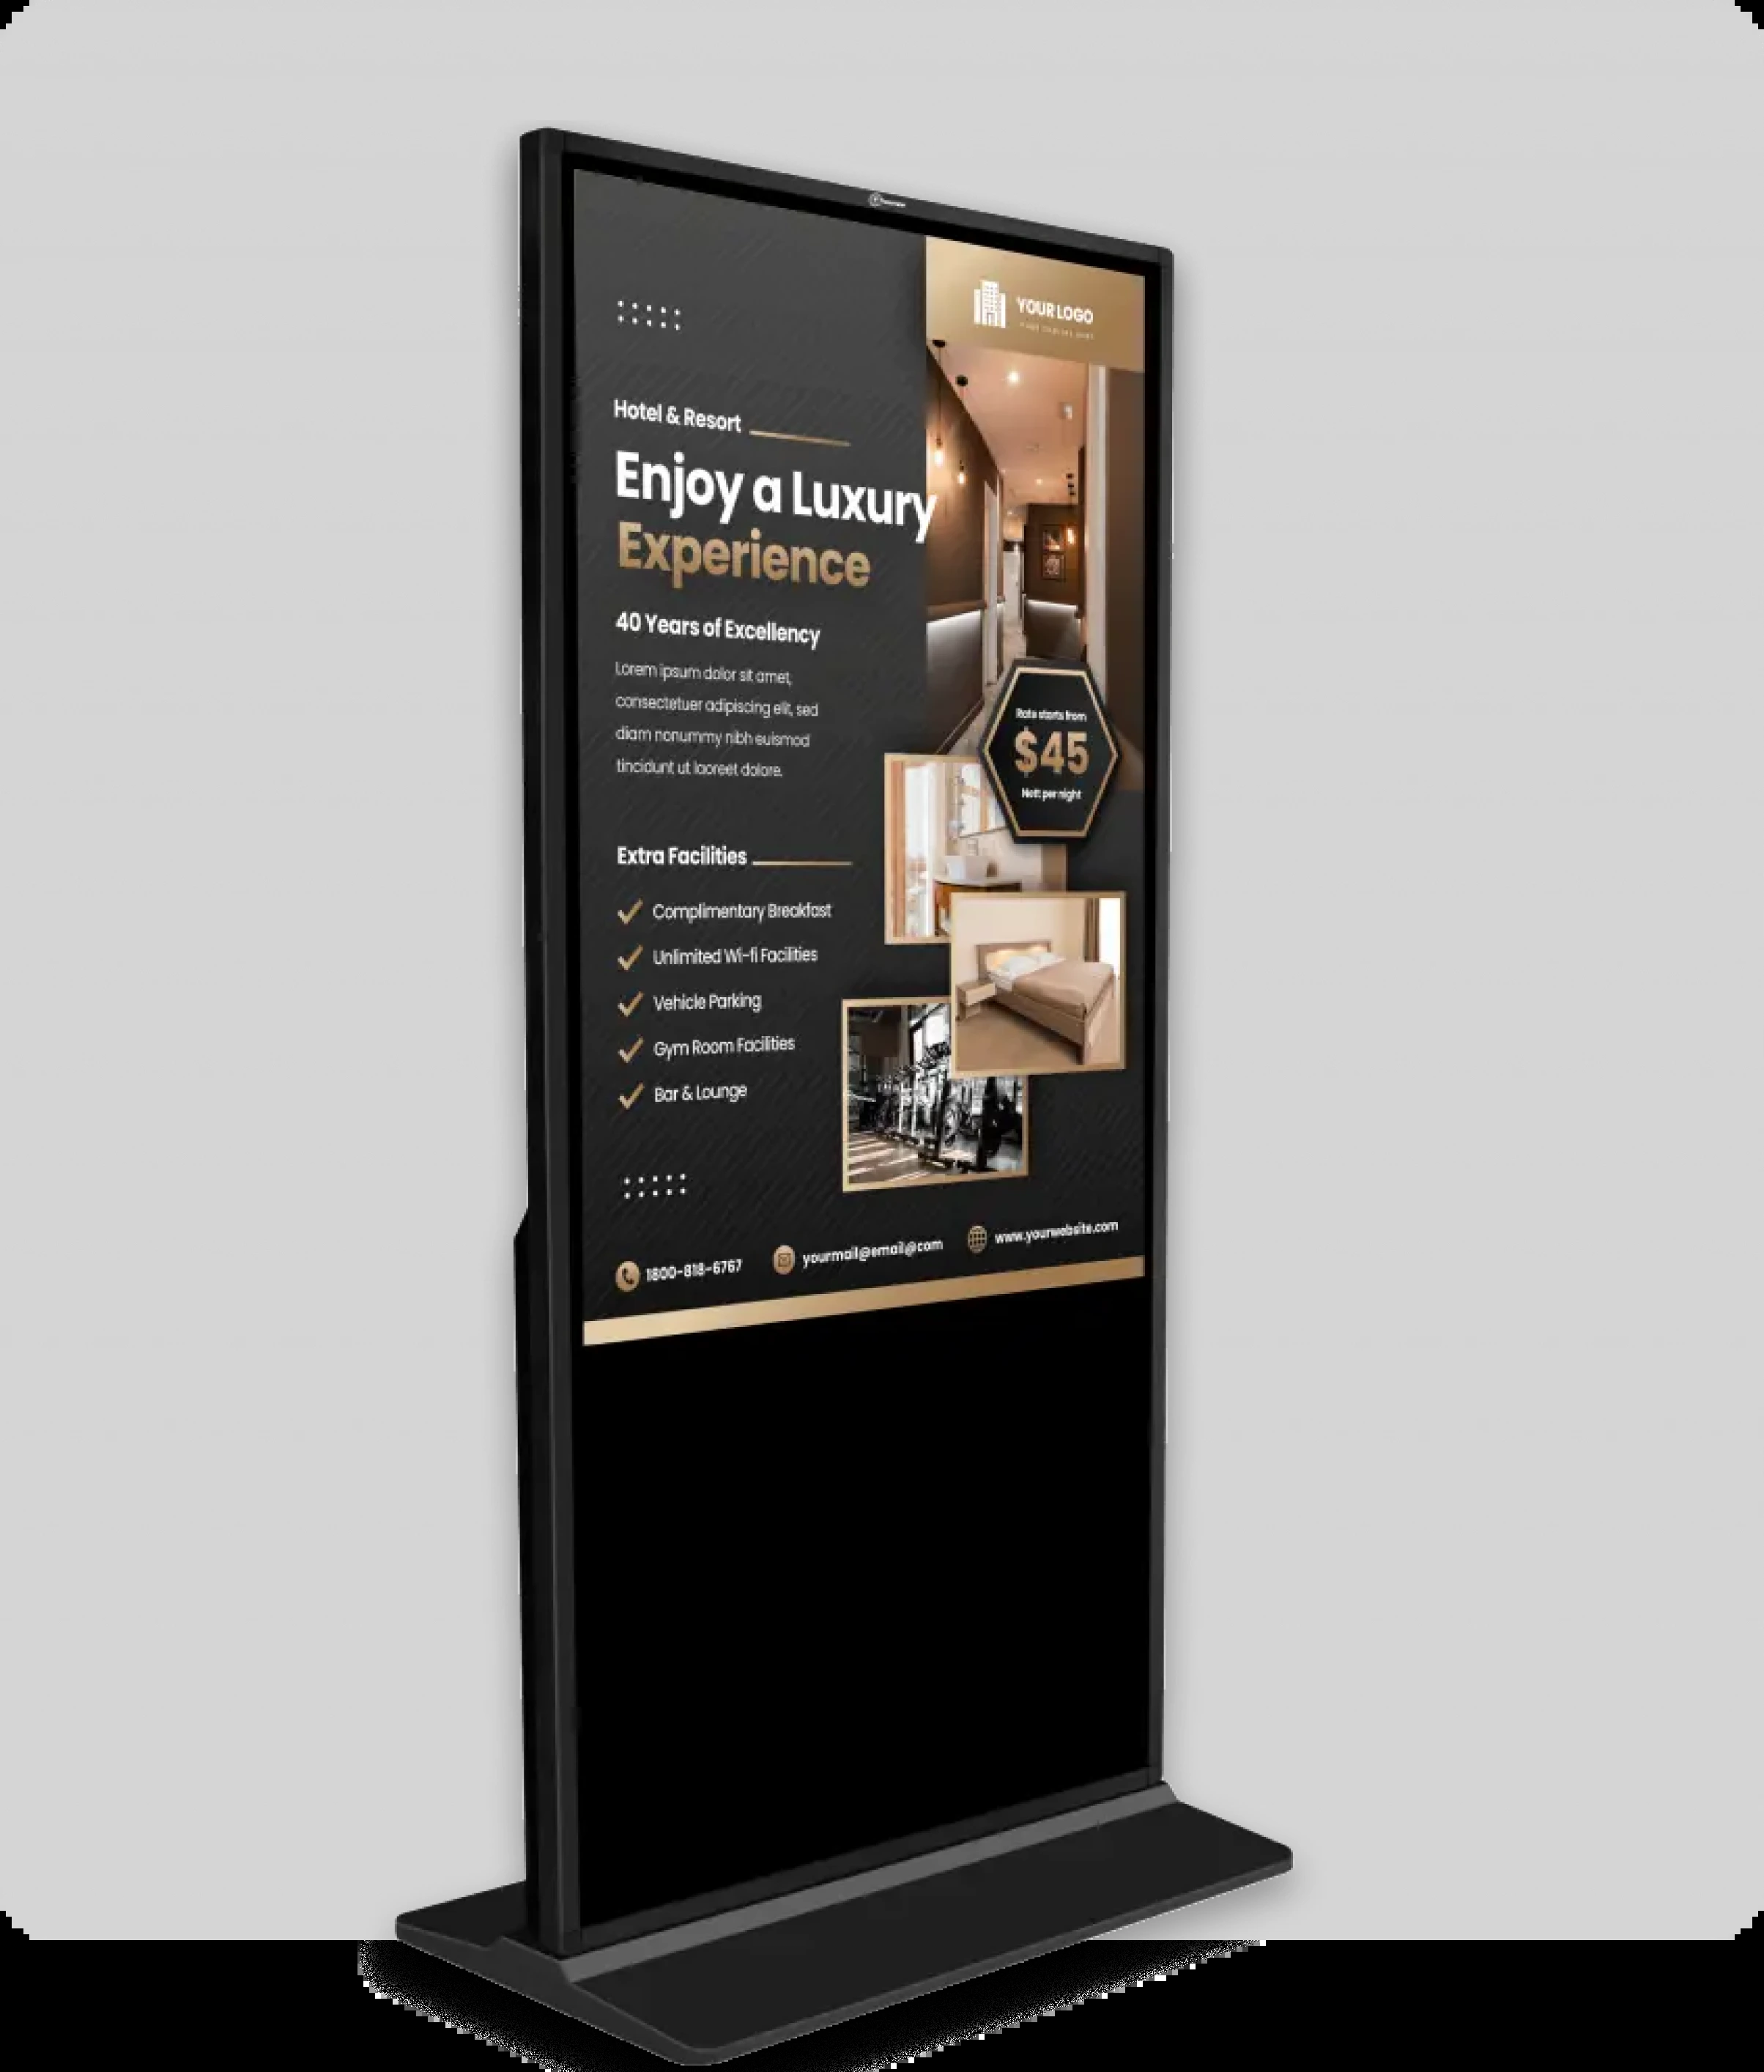 YOUR LOGO
Hotel & Resort
Enjoy a Luxury
Experience
40 Years of Excellency
Lorem ipsum dolor sit amet,
consectetuer adipiscing elit, sed
diam nonummy nibh euismod
tincidunt ut laoreet dolore.
Rate starts from
$45
Nett per night
Extra Facilities
Complimentary Breakfast
Unlimited Wi-fi Facilities
Vehicle Parking
Gym Room Facilities
Bar & Lounge
1800-818-6767
yourmail@email@com
www.yourwebsite.com